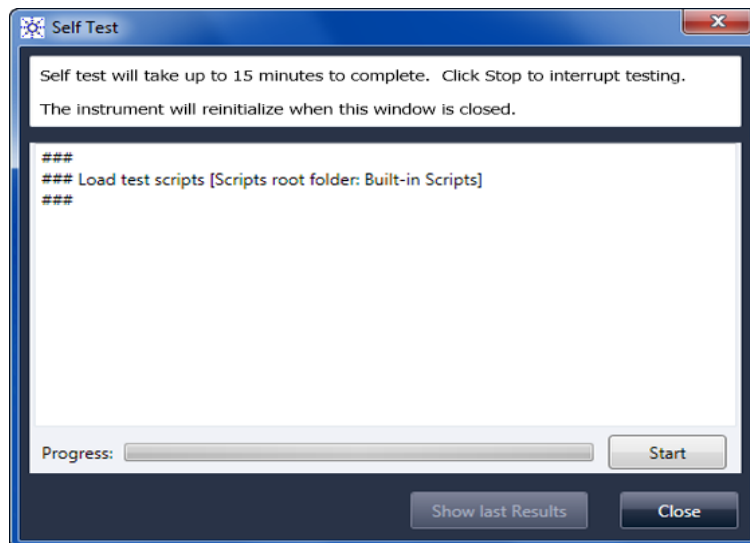 Self Test
Self test will take up to 15 minutes to complete. Click Stop to interrupt testing.
The instrument will reinitialize when this window is closed.
###
### Load test scripts [Scripts root folder: Built-in Scripts]
###
Progress:
Start
Show last Results
Close